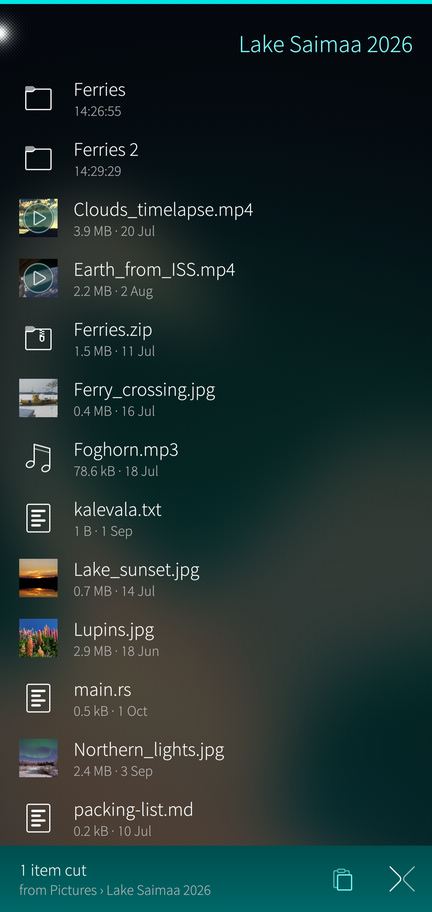 Lake Saimaa 2026
Ferries
14:26:55
Ferries 2
14:29:29
Clouds_timelapse.mp4
3.9 MB · 20 Jul
Earth_from_ISS.mp4
2.2 MB · 2 Aug
Ferries.zip
1.5 MB · 11 Jul
Ferry_crossing.jpg
0.4 MB · 16 Jul
Foghorn.mp3
78.6 kB · 18 Jul
kalevala.txt
1 B · 1 Sep
Lake_sunset.jpg
0.7 MB · 14 Jul
Lupins.jpg
2.9 MB · 18 Jun
main.rs
0.5 kB · 1 Oct
Northern_lights.jpg
2.4 MB · 3 Sep
packing-list.md
0.2 kB · 10 Jul
1 item cut
from Pictures › Lake Saimaa 2026